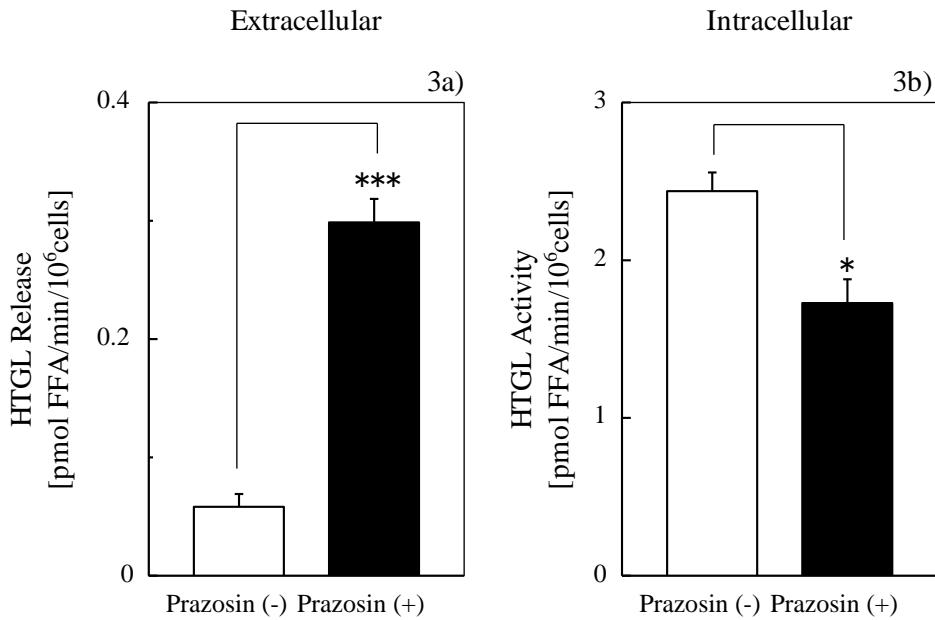 Extracellular
3a)
0.4
0.2
0
HTGL Release
[pmol FFA/min/10⁶cells]
***
Prazosin (-) Prazosin (+)
Intracellular
3b)
3
2
1
0
HTGL Activity
[pmol FFA/min/10⁶cells]
*
Prazosin (-) Prazosin (+)